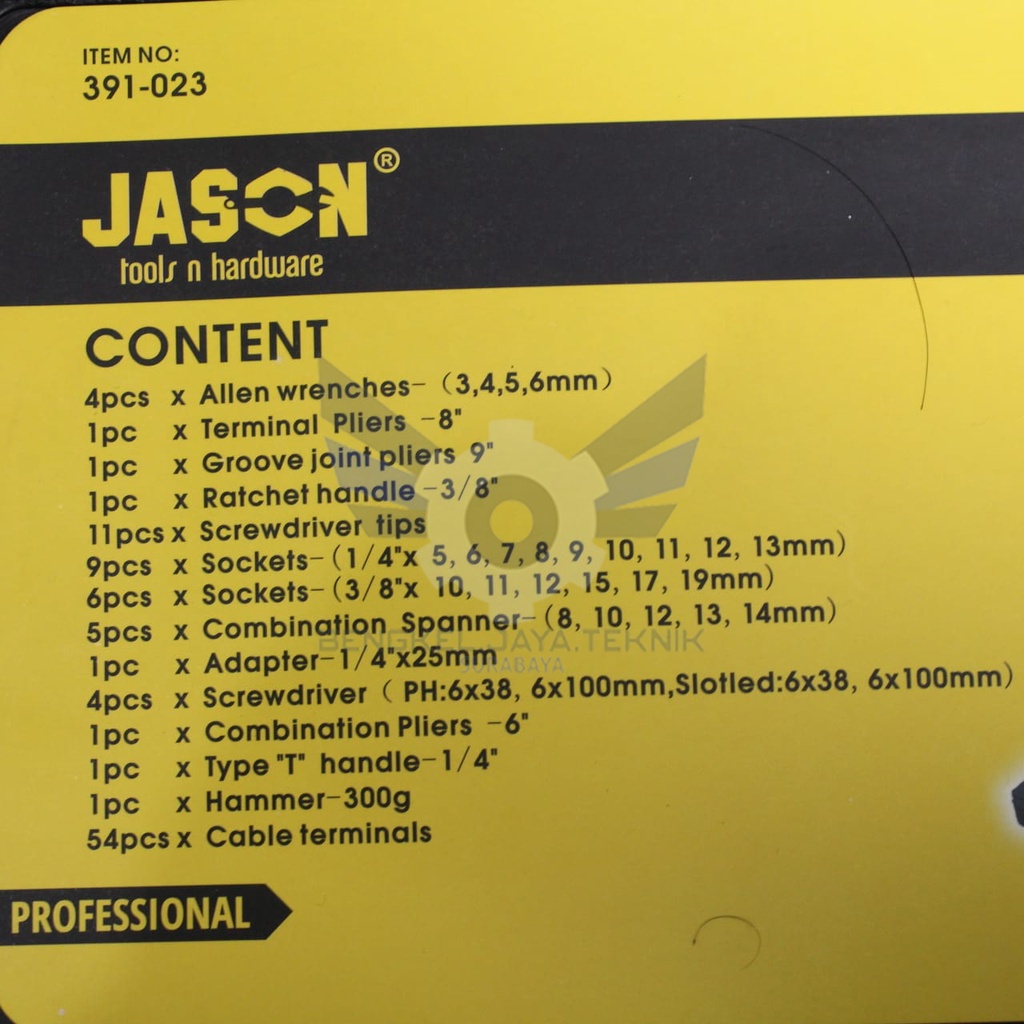 ITEM NO:
391-023
JASON®
tools n hardware
CONTENT
4pcs x Allen wrenches-（3,4,5,6mm）
1pc x Terminal Pliers -8"
1pc x Groove joint pliers 9"
1pc x Ratchet handle -3/8"
11pcs x Screwdriver tips
9pcs x Sockets-(1/4"x 5, 6, 7, 8, 9, 10, 11, 12, 13mm)
6pcs x Sockets-(3/8"x 10, 11, 12, 15, 17, 19mm)
5pcs x Combination Spanner-(8, 10, 12, 13, 14mm)
BENGKEL JAYA.TEKNIK
SURABAYA
1pc x Adapter-1/4"x25mm
4pcs x Screwdriver ( PH:6x38, 6x100mm,Slotled:6x38, 6x100mm)
1pc x Combination Pliers -6"
1pc x Type "T" handle-1/4"
1pc x Hammer-300g
54pcs x Cable terminals
PROFESSIONAL